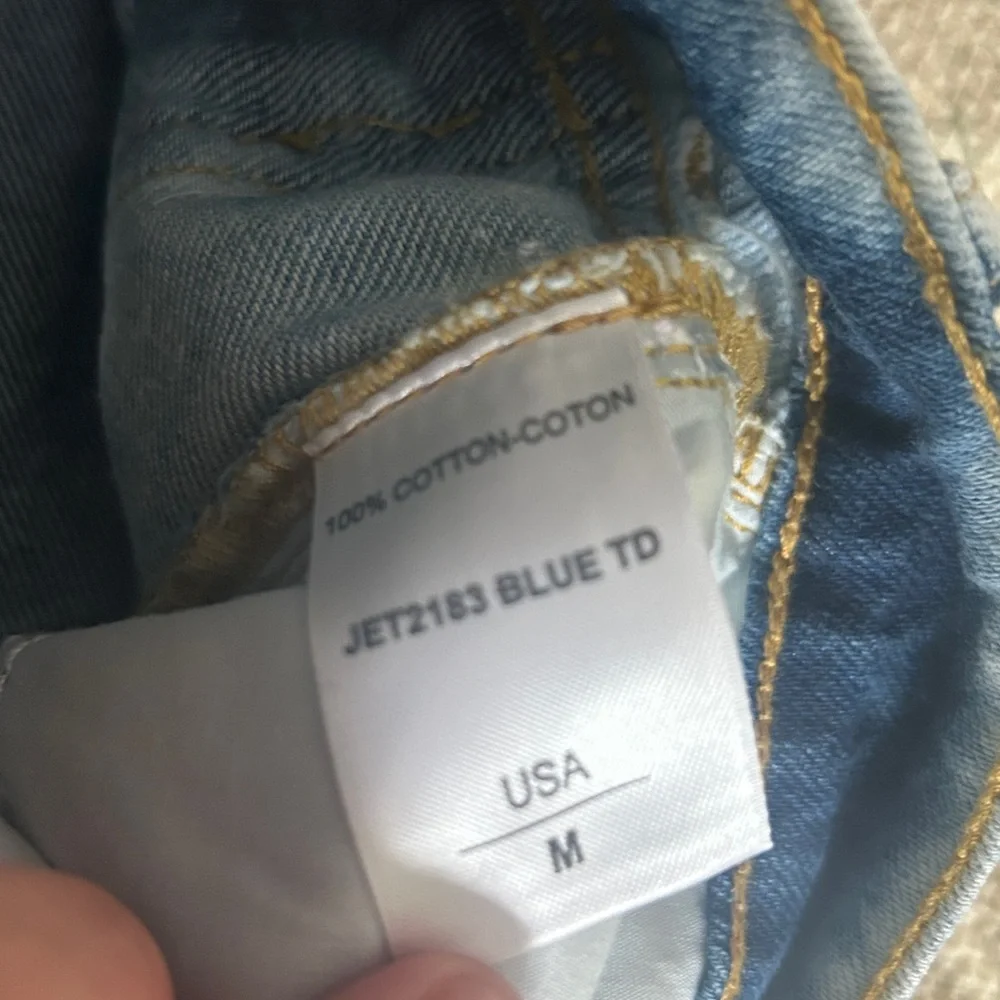 100% COTTON-COTON
JET2183 BLUE TD
USA
M